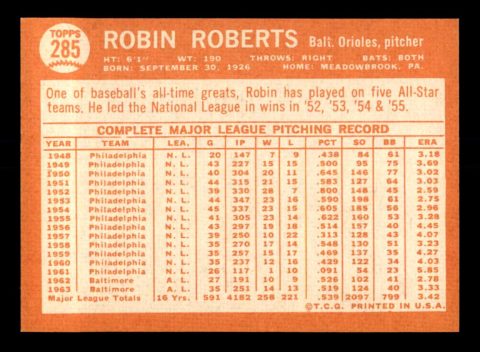 TOPPS
285
ROBIN ROBERTS Balt. Orioles, pitcher
HT: 6'1" WT: 190 THROWS: RIGHT BATS: BOTH
BORN: SEPTEMBER 30, 1926 HOME: MEADOWBROOK, PA.
One of baseball's all-time greats, Robin has played on five All-Star
teams. He led the National League in wins in '52, '53, '54 & '55.
COMPLETE MAJOR LEAGUE PITCHING RECORD
YEAR TEAM LEA. G IP W L PCT SO BB ERA
1948 Philadelphia N. L. 20 147 7 9 .438 84 61 3.18
1949 Philadelphia N. L. 43 227 15 15 .500 95 75 3.69
1950 Philadelphia N. L. 40 304 20 11 .645 146 77 3.02
1951 Philadelphia N. L. 44 315 21 15 .583 127 64 3.03
1952 Philadelphia N. L. 39 330 28 7 .800 148 45 2.59
1953 Philadelphia N. L. 44 347 23 16 .590 198 61 2.75
1954 Philadelphia N. L. 45 337 23 15 .605 185 56 2.96
1955 Philadelphia N. L. 41 305 23 14 .622 160 53 3.28
1956 Philadelphia N. L. 43 297 19 18 .514 157 40 4.45
1957 Philadelphia N. L. 39 250 10 22 .313 128 43 4.07
1958 Philadelphia N. L. 35 270 17 14 .548 130 51 3.23
1959 Philadelphia N. L. 35 257 15 17 .469 137 35 4.27
1960 Philadelphia N. L. 35 237 12 16 .429 122 34 4.03
1961 Philadelphia N. L. 26 117 1 10 .091 54 23 5.85
1962 Baltimore A. L. 27 191 10 9 .526 102 41 2.78
1963 Baltimore A. L. 35 251 14 13 .519 124 40 3.33
Major League Totals 16 Yrs. 591 4182 258 221 .539 2097 799 3.42
©T.C.G. PRINTED IN U.S.A.